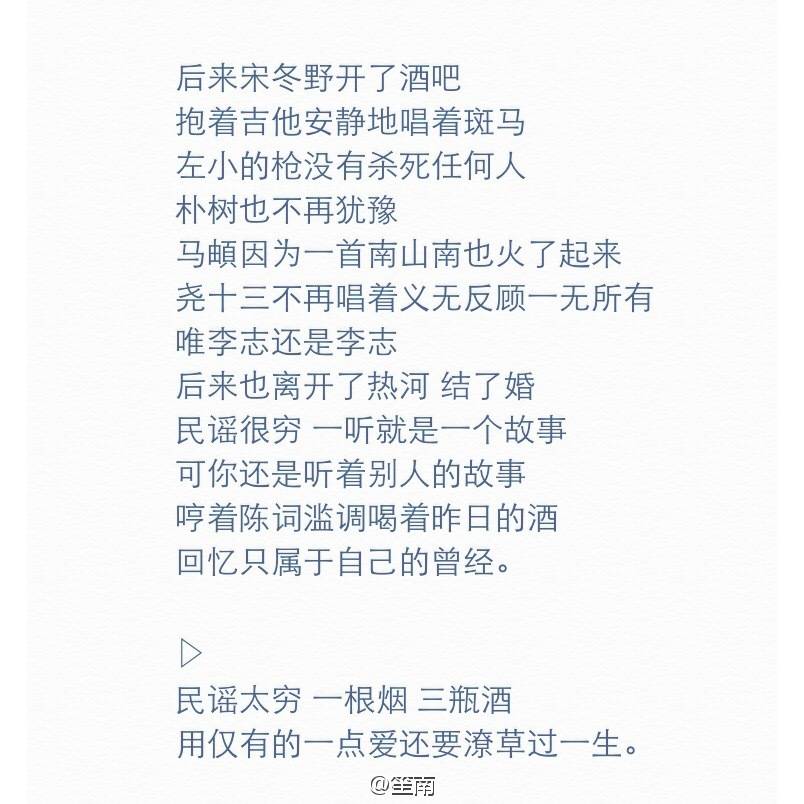 后来宋冬野开了酒吧
抱着吉他安静地唱着斑马
左小的枪没有杀死任何人
朴树也不再犹豫
马頔因为一首南山南也火了起来
尧十三不再唱着义无反顾一无所有
唯李志还是李志
后来也离开了热河 结了婚
民谣很穷 一听就是一个故事
可你还是听着别人的故事
哼着陈词滥调喝着昨日的酒
回忆只属于自己的曾经。
▷
民谣太穷 一根烟 三瓶酒
用仅有的一点爱还要潦草过一生。
@笙南